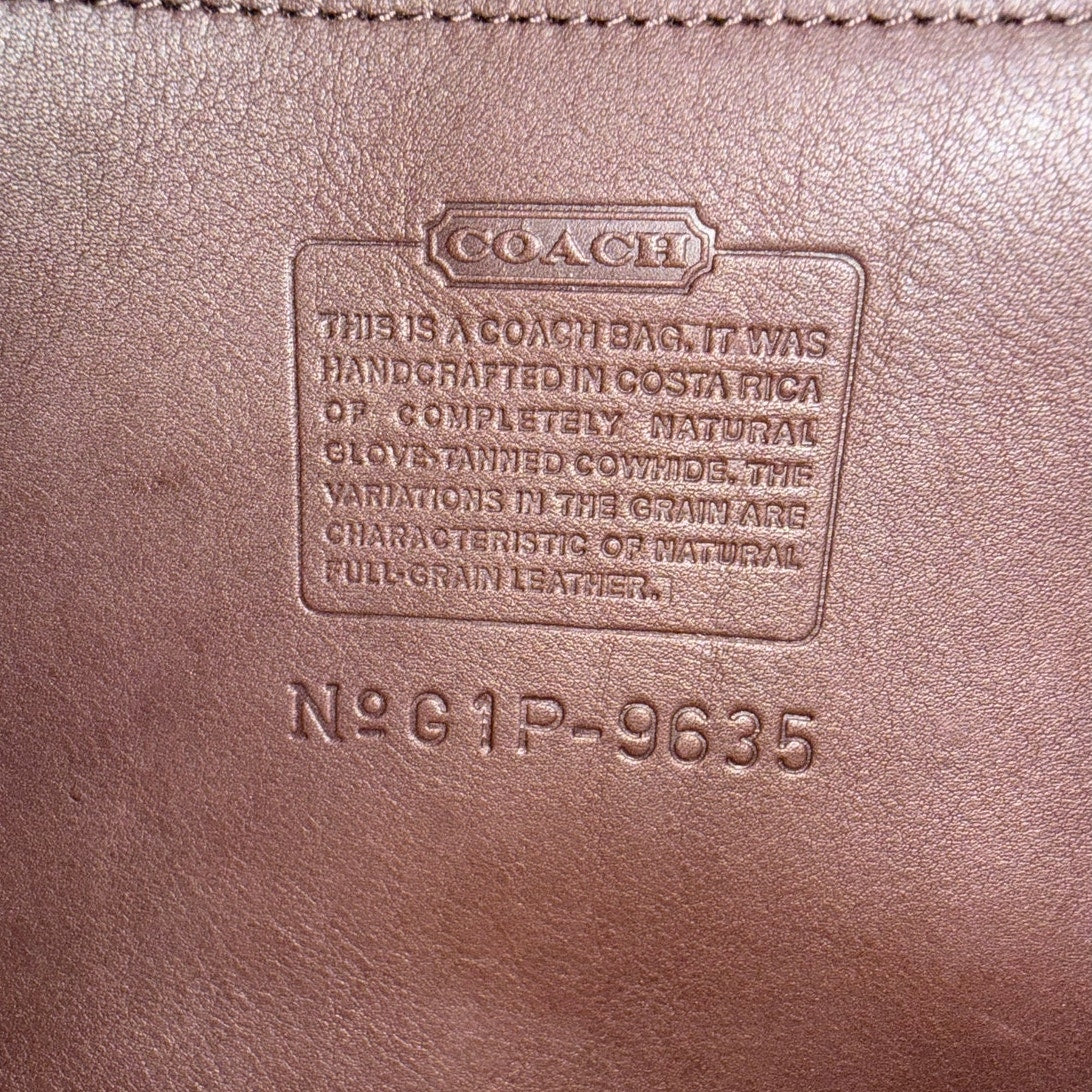 COACH
THIS IS A COACH BAG. IT WAS
HANDCRAFTED IN COSTA RICA
OF COMPLETELY NATURAL
GLOVE-TANNED COWHIDE. THE
VARIATIONS IN THE GRAIN ARE
CHARACTERISTIC OF NATURAL
FULL-GRAIN LEATHER.
Nº G1P-9635